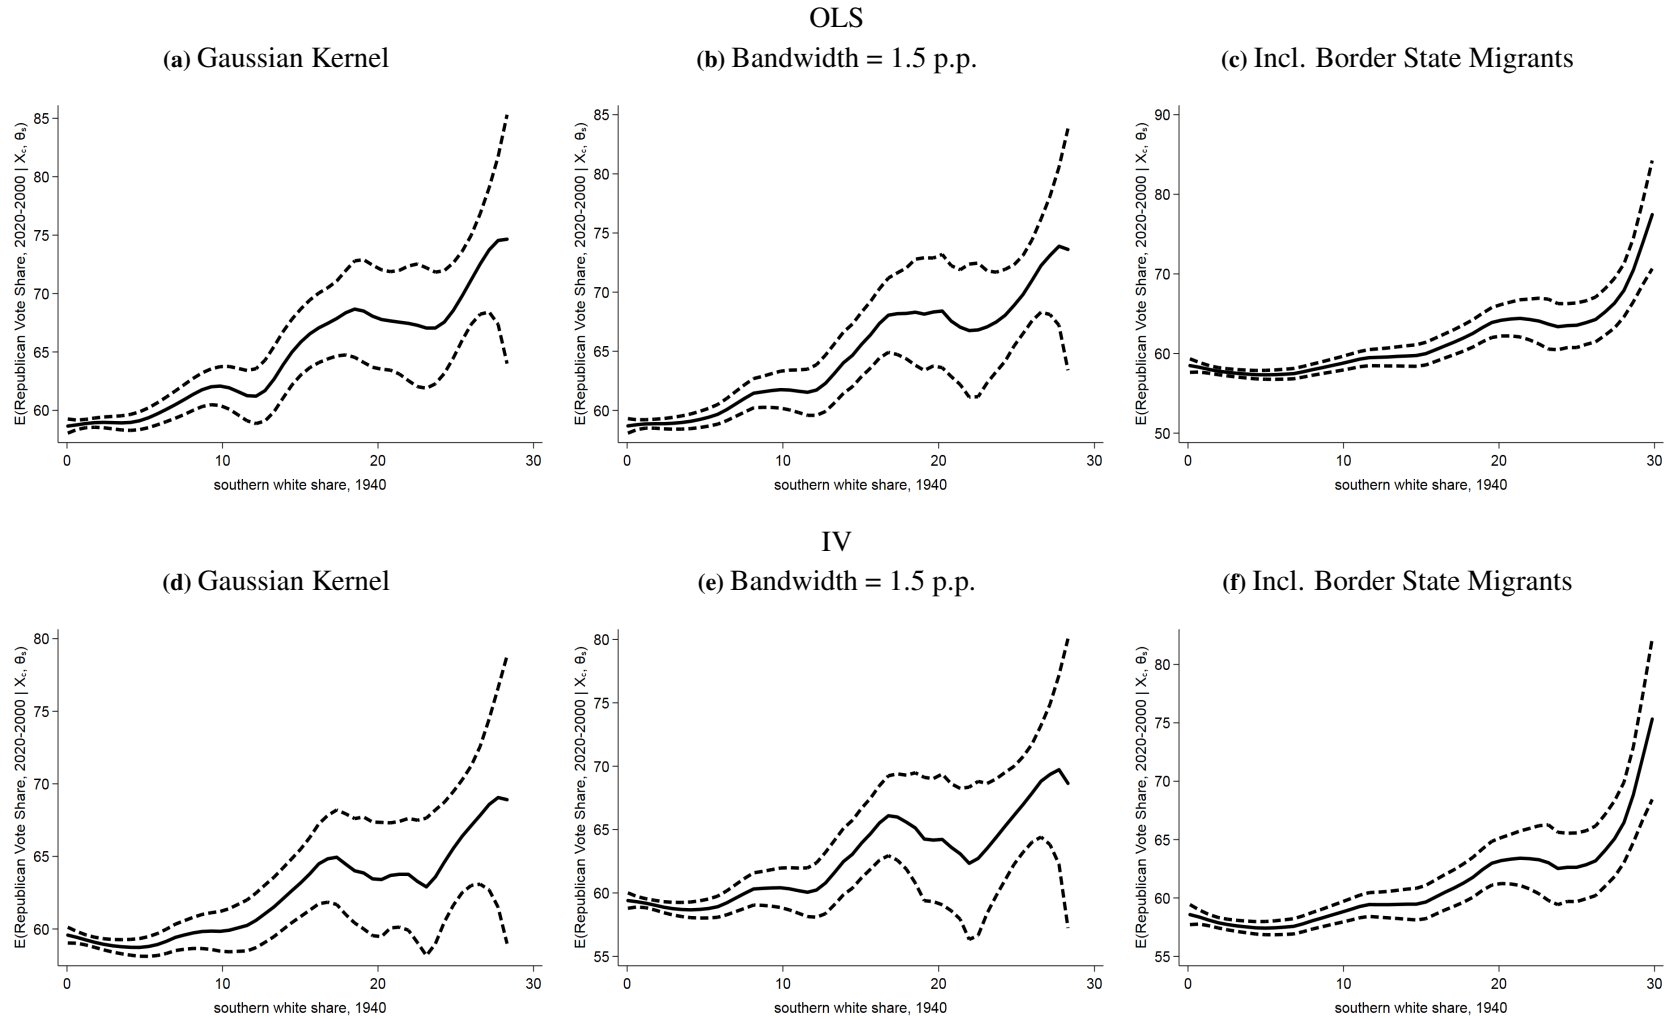 OLS
(a) Gaussian Kernel
(b) Bandwidth = 1.5 p.p.
(c) Incl. Border State Migrants
E(Republican Vote Share, 2020-2000 | X꜀, θₛ)
85
80
75
70
65
60
0 10 20 30
southern white share, 1940
E(Republican Vote Share, 2020-2000 | X꜀, θₛ)
85
80
75
70
65
60
0 10 20 30
southern white share, 1940
E(Republican Vote Share, 2020-2000 | X꜀, θₛ)
90
80
70
60
50
0 10 20 30
southern white share, 1940
IV
(d) Gaussian Kernel
(e) Bandwidth = 1.5 p.p.
(f) Incl. Border State Migrants
E(Republican Vote Share, 2020-2000 | X꜀, θₛ)
80
75
70
65
60
0 10 20 30
southern white share, 1940
E(Republican Vote Share, 2020-2000 | X꜀, θₛ)
80
75
70
65
60
55
0 10 20 30
southern white share, 1940
E(Republican Vote Share, 2020-2000 | X꜀, θₛ)
80
75
70
65
60
55
0 10 20 30
southern white share, 1940